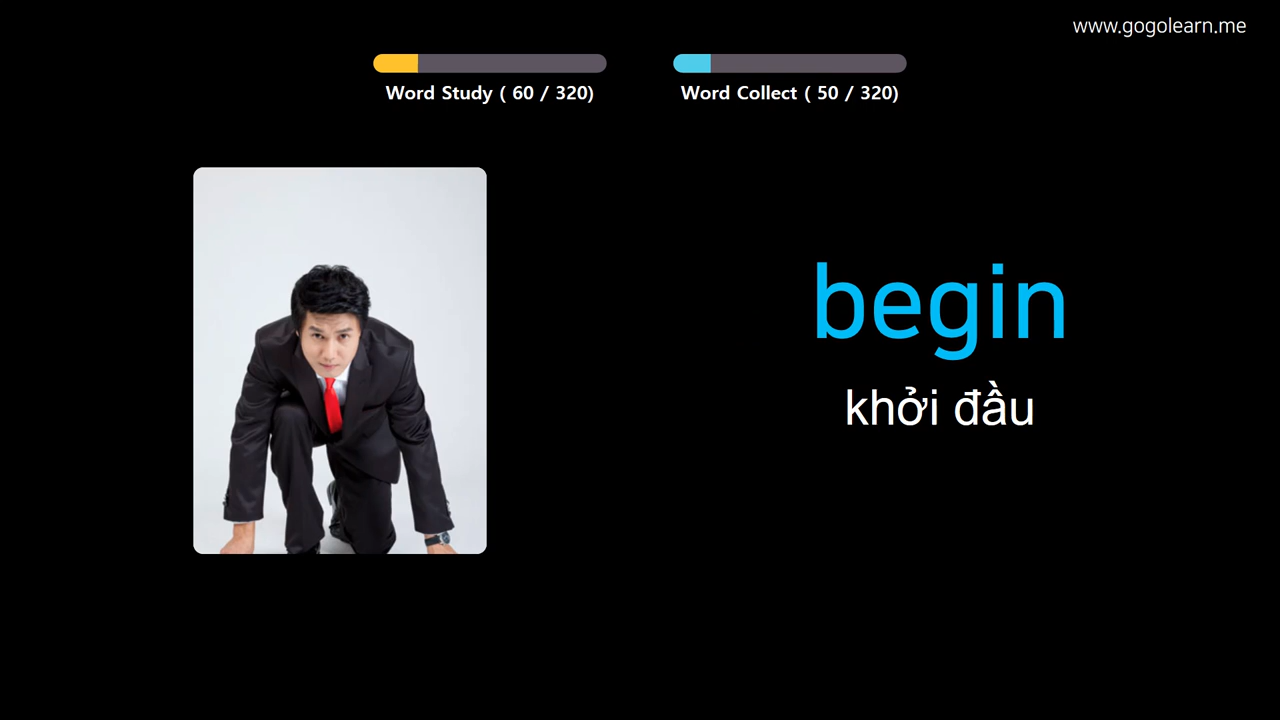 www.gogolearn.me
Word Study ( 60 / 320)
Word Collect ( 50 / 320)
begin
khởi đầu